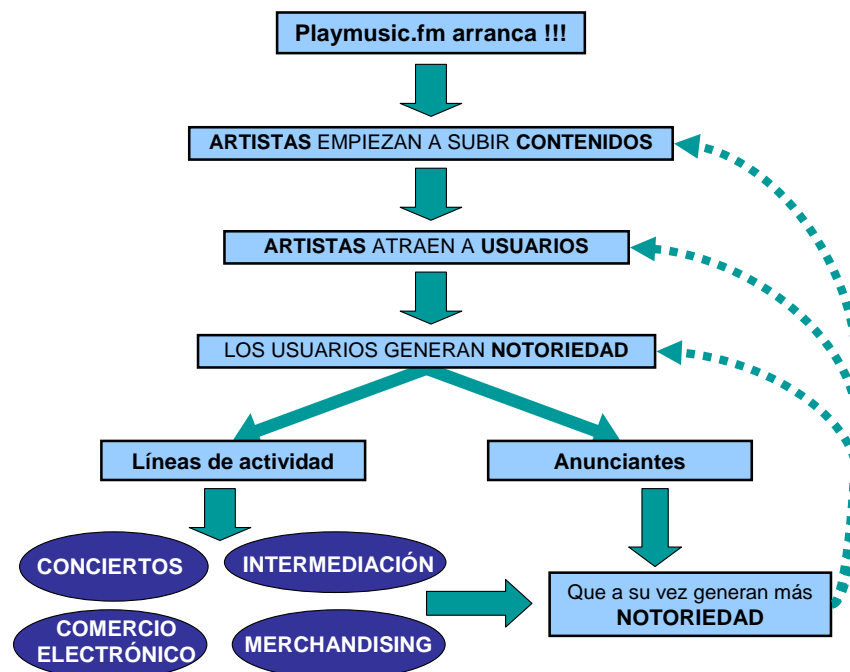 Playmusic.fm arranca !!!
ARTISTAS EMPIEZAN A SUBIR CONTENIDOS
ARTISTAS ATRAEN A USUARIOS
LOS USUARIOS GENERAN NOTORIEDAD
Líneas de actividad
Anunciantes
CONCIERTOS
INTERMEDIACIÓN
COMERCIO
ELECTRÓNICO
MERCHANDISING
Que a su vez generan más
NOTORIEDAD